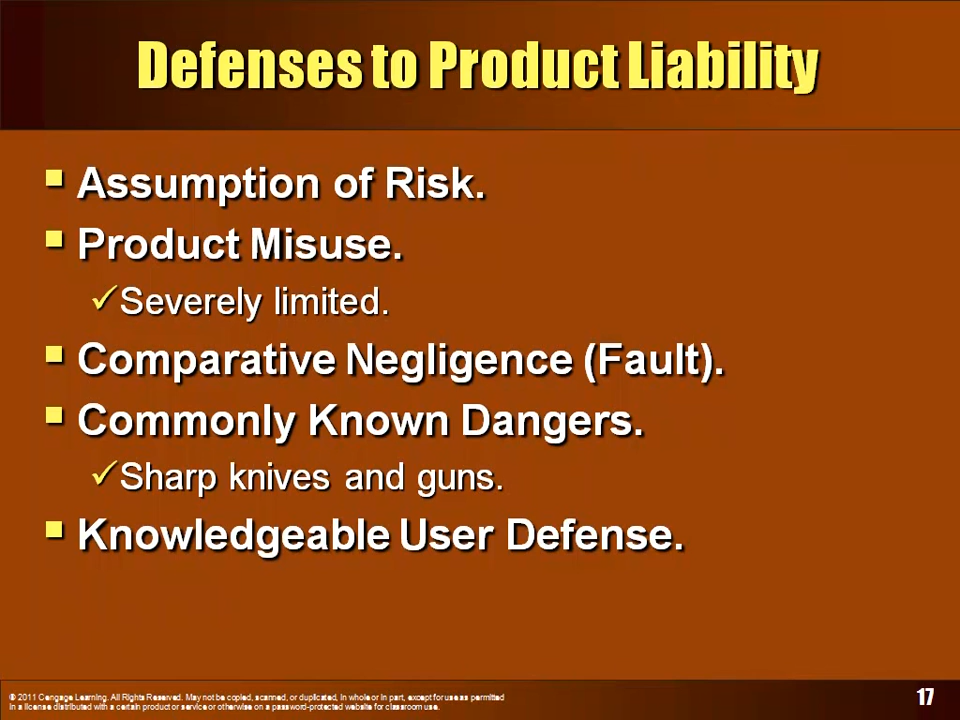 Defenses to Product Liability
▪ Assumption of Risk.
▪ Product Misuse.
✓Severely limited.
▪ Comparative Negligence (Fault).
▪ Commonly Known Dangers.
✓Sharp knives and guns.
▪ Knowledgeable User Defense.
© 2011 Cengage Learning. All Rights Reserved. May not be copied, scanned, or duplicated, in whole or in part, except for use as permitted
in a license distributed with a certain product or service or otherwise on a password-protected website for classroom use.
17